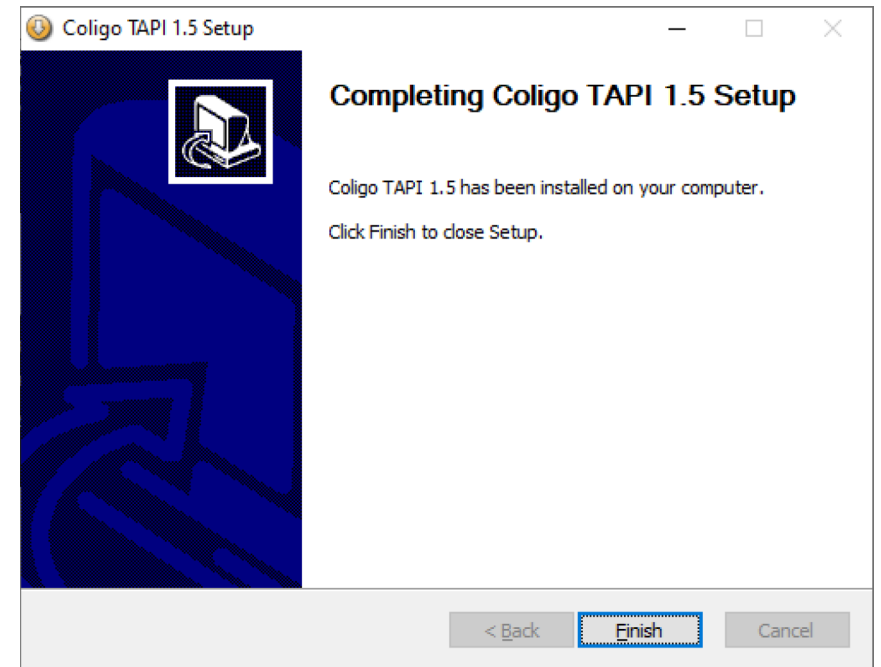 Coligo TAPI 1.5 Setup
Completing Coligo TAPI 1.5 Setup
Coligo TAPI 1.5 has been installed on your computer.
Click Finish to close Setup.
< Back
Finish
Cancel